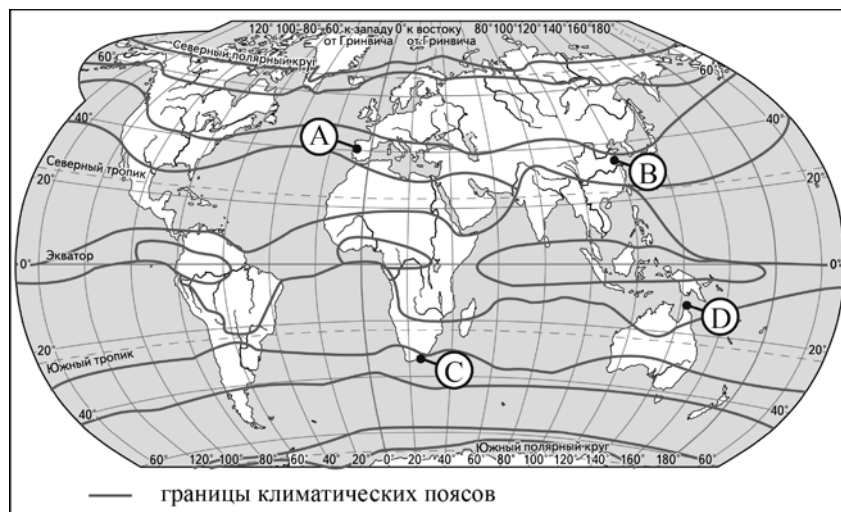 120° 100°-80° -60° к западу 0° к востоку 80° 100° 120° 140° 160° 180°
от Гринвича от Гринвича
Северный полярный круг
60° 60°
40° 40°
A
B
Северный тропик
20° 20°
Экватор
0° 0°
D
20° 20°
Южный тропик
C
40° 40°
Южный полярный круг
60° 120° 100° 80° 60° 40° 20° 0° 20° 40° 60° 80° 100° 120° 140° 160° 180° 60°
границы климатических поясов